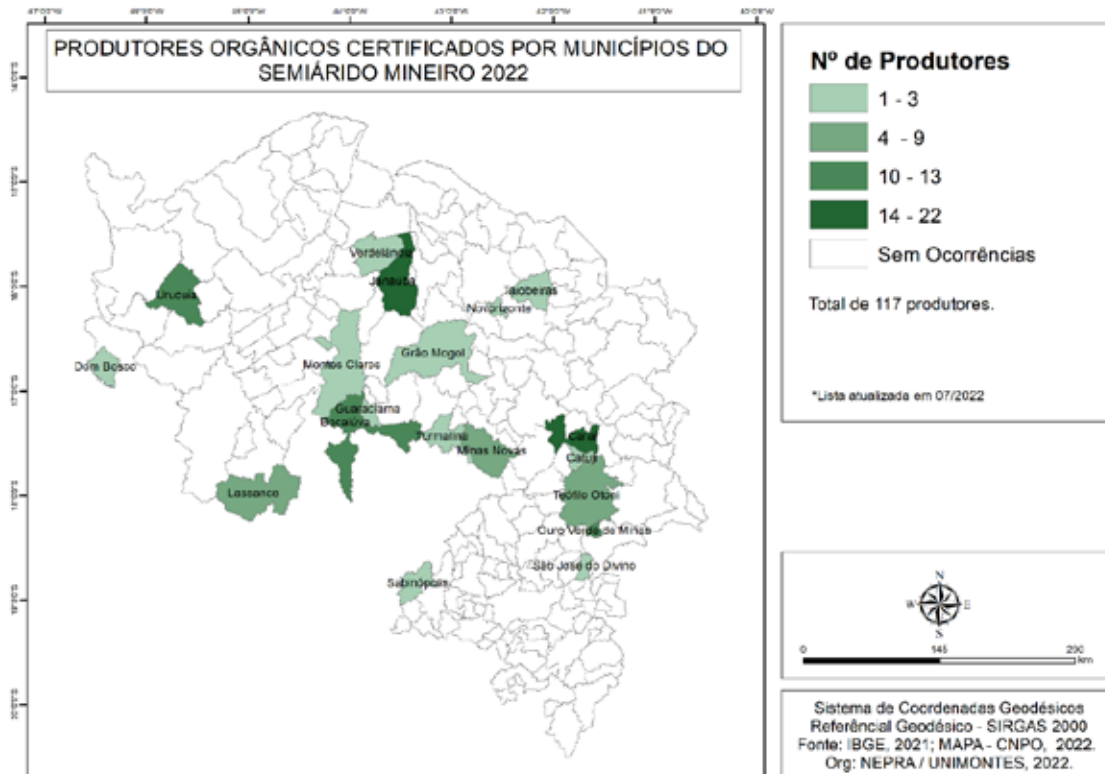 PRODUTORES ORGÂNICOS CERTIFICADOS POR MUNICÍPIOS DO
SEMIÁRIDO MINEIRO 2022
Verdelândia
Janaúba
Urucuia
Taiobeiras
Novorizonte
Dom Bosco
Montes Claros
Grão Mogol
Guaraciama
Bocaiúva
Turmalina
Minas Novas
Caraí
Catuji
Lassance
Teófilo Otoni
Ouro Verde de Minas
São José do Divino
Sabinópolis
Nº de Produtores
1 - 3
4 - 9
10 - 13
14 - 22
Sem Ocorrências
Total de 117 produtores.
*Lista atualizada em 07/2022
N
W E
S
0 145 290
km
Sistema de Coordenadas Geodésicos
Referêncial Geodésico - SIRGAS 2000
Fonte: IBGE, 2021; MAPA - CNPO, 2022.
Org: NEPRA / UNIMONTES, 2022.